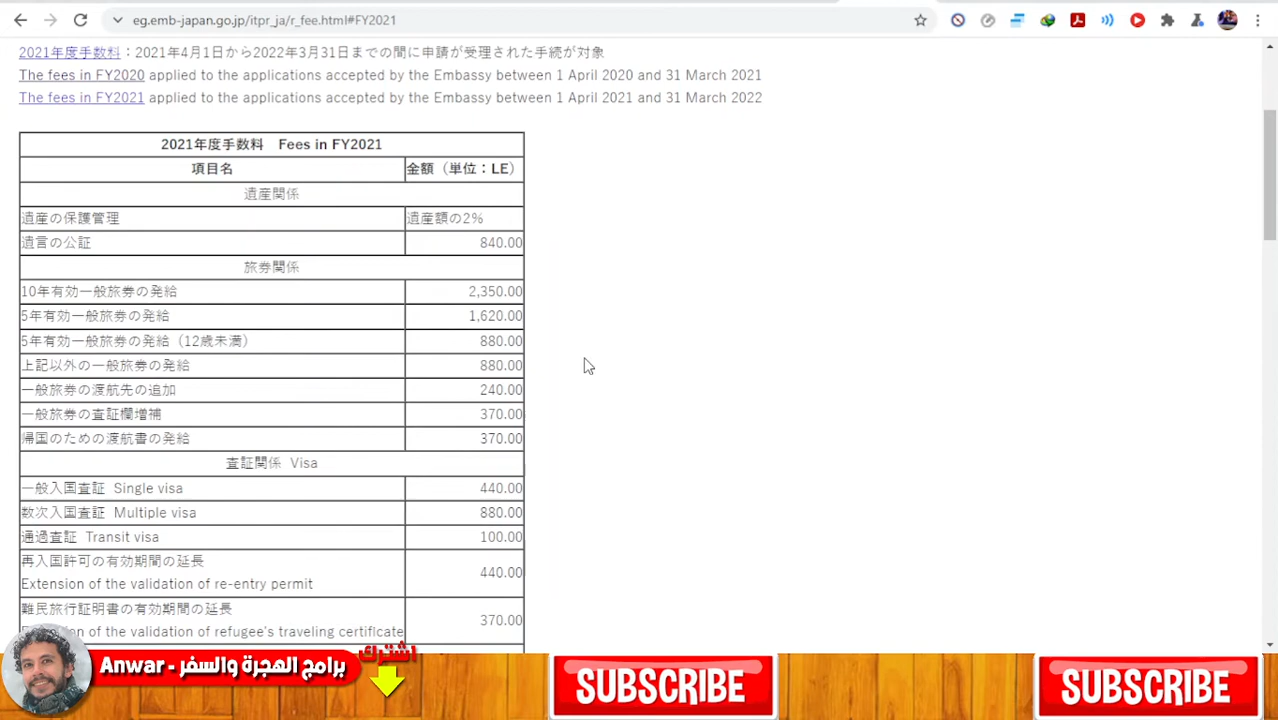 eg.emb-japan.go.jp/itpr_ja/r_fee.html#FY2021
2021年度手数料：2021年4月1日から2022年3月31日までの間に申請が受理された手続が対象
The fees in FY2020 applied to the applications accepted by the Embassy between 1 April 2020 and 31 March 2021
The fees in FY2021 applied to the applications accepted by the Embassy between 1 April 2021 and 31 March 2022
2021年度手数料 Fees in FY2021
項目名 金額（単位：LE）
遺産関係
遺産の保護管理 遺産額の2%
遺言の公証 840.00
旅券関係
10年有効一般旅券の発給 2,350.00
5年有効一般旅券の発給 1,620.00
5年有効一般旅券の発給（12歳未満） 880.00
上記以外の一般旅券の発給 880.00
一般旅券の渡航先の追加 240.00
一般旅券の査証欄増補 370.00
帰国のための渡航書の発給 370.00
査証関係 Visa
一般入国査証 Single visa 440.00
数次入国査証 Multiple visa 880.00
通過査証 Transit visa 100.00
再入国許可の有効期間の延長
Extension of the validation of re-entry permit 440.00
難民旅行証明書の有効期間の延長
of the validation of refugee's traveling certificate 370.00
Anwar - برامج الهجرة والسفر
اشترك
SUBSCRIBE
SUBSCRIBE